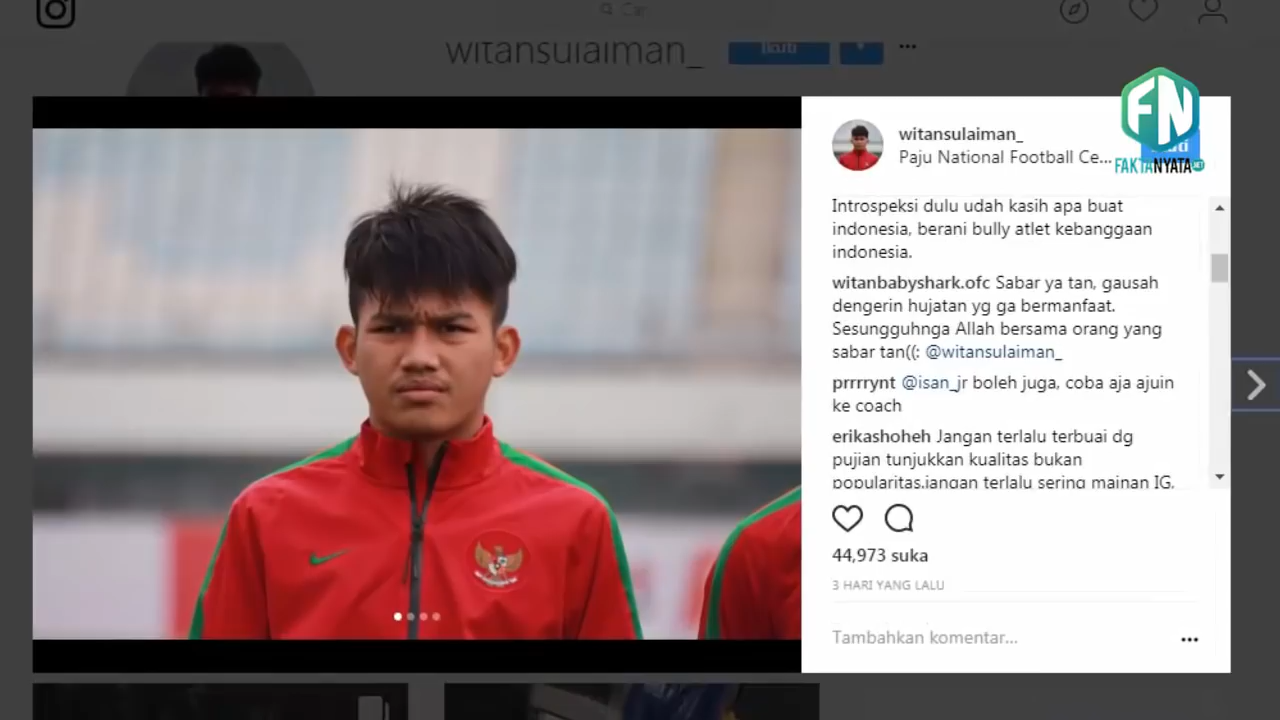 Cari
witansulaiman_
Ikuti
FN
FAKTANYATA.NET
witansulaiman_
Paju National Football Ce...
Introspeksi dulu udah kasih apa buat
indonesia, berani bully atlet kebanggaan
indonesia.
witanbabyshark.ofc Sabar ya tan, gausah
dengerin hujatan yg ga bermanfaat.
Sesungguhnga Allah bersama orang yang
sabar tan((: @witansulaiman_
prrrrynt @isan_jr boleh juga, coba aja ajuin
ke coach
erikashoheh Jangan terlalu terbuai dg
pujian tunjukkan kualitas bukan
popularitas.jangan terlalu sering mainan IG,
44,973 suka
3 HARI YANG LALU
Tambahkan komentar...